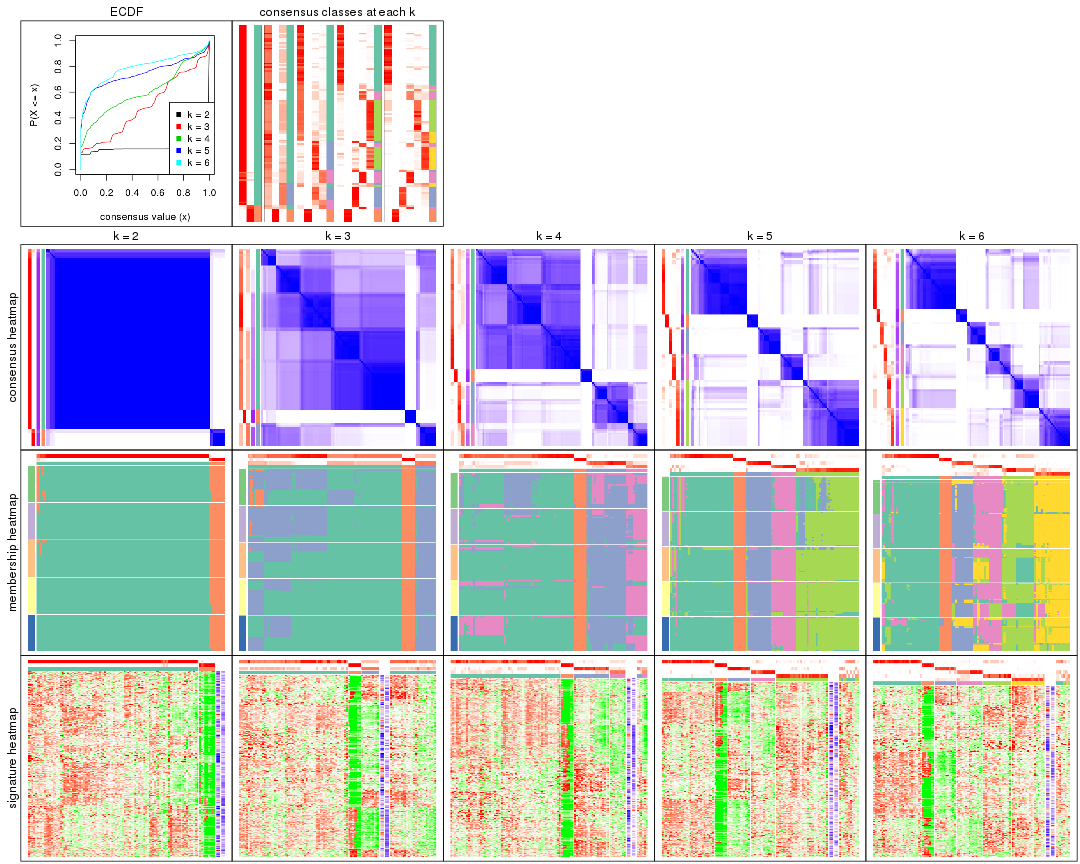 ECDF
consensus classes at each k
P(X <= x)
0.0 0.2 0.4 0.6 0.8 1.0
k = 2
k = 3
k = 4
k = 5
k = 6
0.0 0.2 0.4 0.6 0.8 1.0
consensus value (x)
k = 2 k = 3 k = 4 k = 5 k = 6
consensus heatmap
membership heatmap
signature heatmap